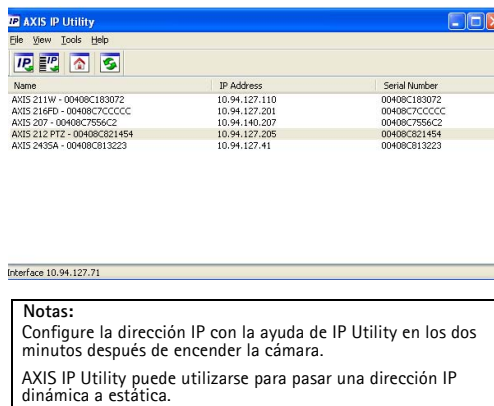 IP AXIS IP Utility
File View Tools Help
Name IP Address Serial Number
AXIS 211W - 00408C183072 10.94.127.110 00408C183072
AXIS 216FD - 00408C7CCCCC 10.94.127.201 00408C7CCCCC
AXIS 207 - 00408C7556C2 10.94.140.207 00408C7556C2
AXIS 212 PTZ - 00408C821454 10.94.127.205 00408C821454
AXIS 243SA - 00408C813223 10.94.127.41 00408C813223
Interface 10.94.127.71
Notas:
Configure la dirección IP con la ayuda de IP Utility en los dos
minutos después de encender la cámara.
AXIS IP Utility puede utilizarse para pasar una dirección IP
dinámica a estática.